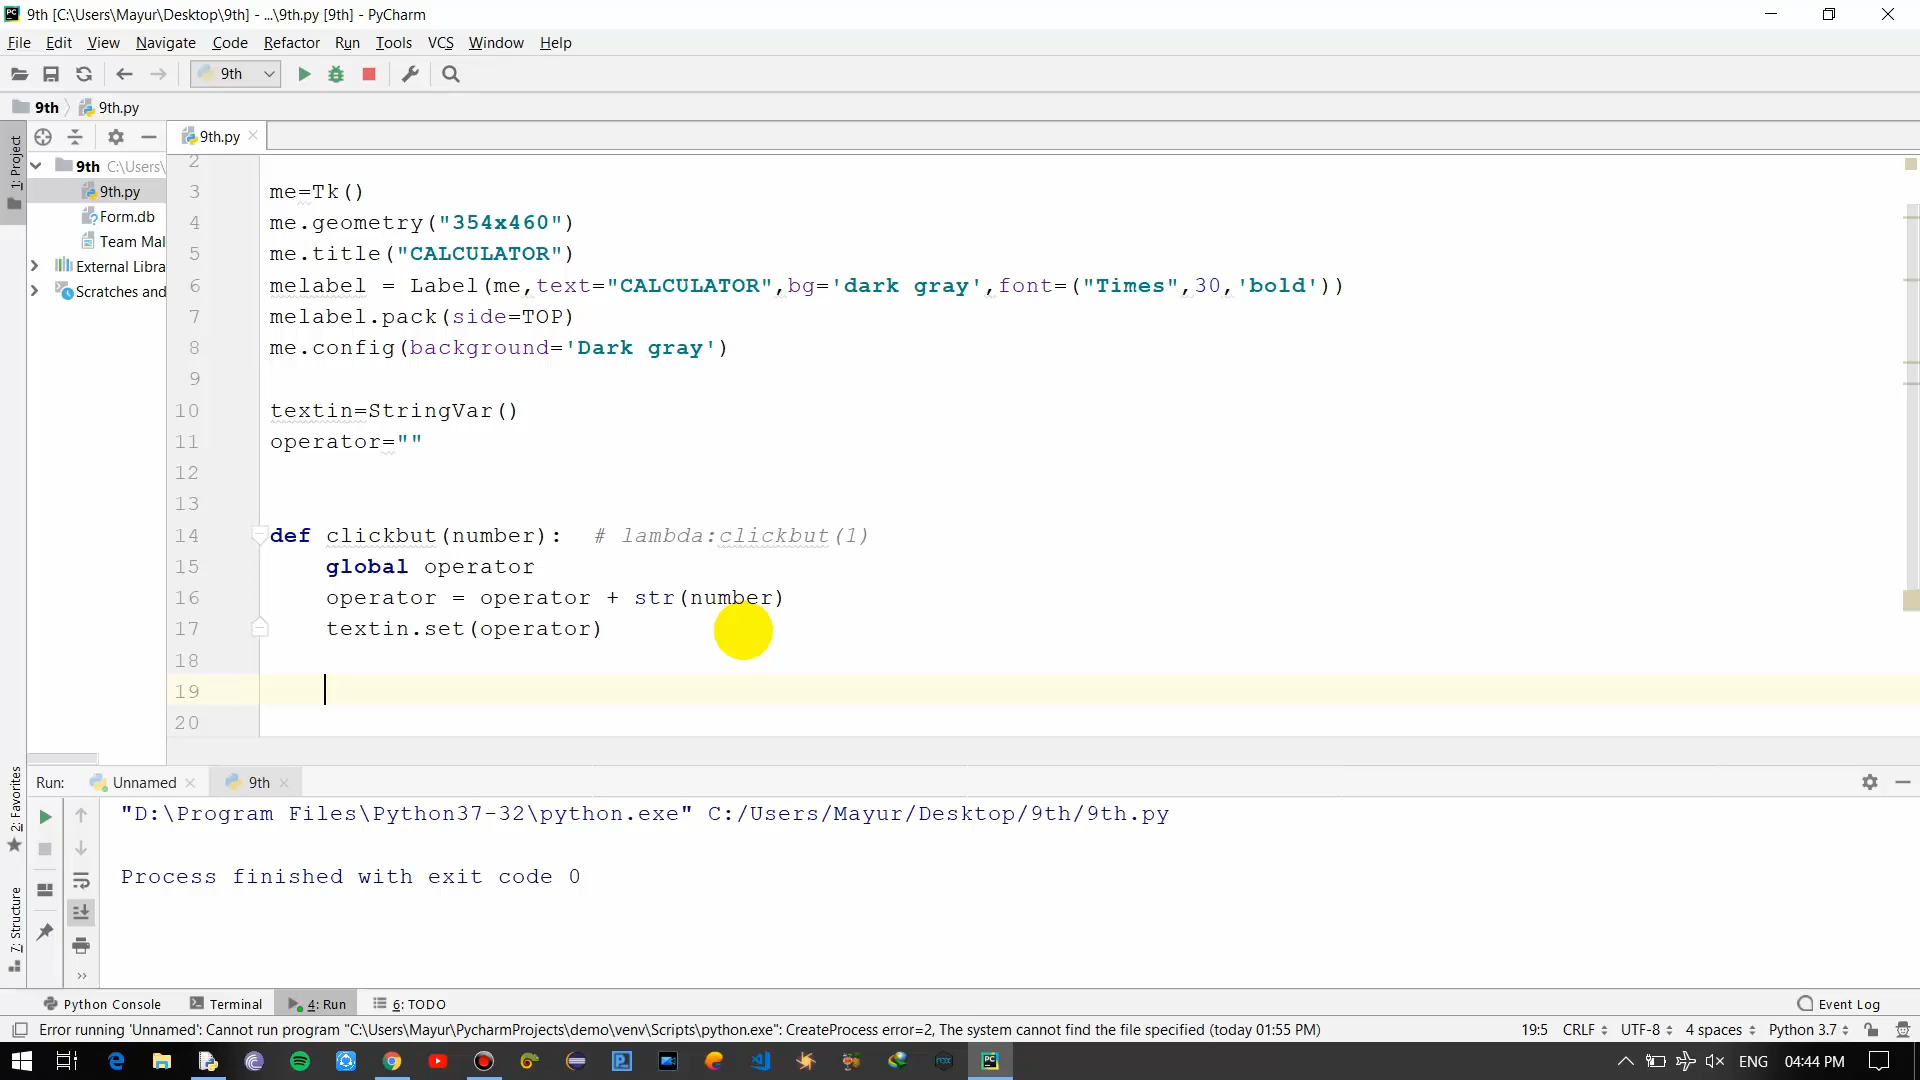 9th [C:\Users\Mayur\Desktop\9th] - ...\9th.py [9th] - PyCharm
File Edit View Navigate Code Refactor Run Tools VCS Window Help
9th
9th 9th.py
1: Project
9th.py
9th C:\Users\
9th.py
Form.db
Team Mal
External Libra
Scratches and
2
3 me=Tk()
4 me.geometry("354x460")
5 me.title("CALCULATOR")
6 melabel = Label(me,text="CALCULATOR",bg='dark gray',font=("Times",30,'bold'))
7 melabel.pack(side=TOP)
8 me.config(background='Dark gray')
9
10 textin=StringVar()
11 operator=""
12
13
14 def clickbut(number):  # lambda:clickbut(1)
15     global operator
16     operator = operator + str(number)
17     textin.set(operator)
18
19
20
2: Favorites
7: Structure
Run: Unnamed 9th
"D:\Program Files\Python37-32\python.exe" C:/Users/Mayur/Desktop/9th/9th.py
Process finished with exit code 0
Python Console Terminal 4: Run 6: TODO Event Log
Error running 'Unnamed': Cannot run program "C:\Users\Mayur\PycharmProjects\demo\venv\Scripts\python.exe": CreateProcess error=2, The system cannot find the file specified (today 01:55 PM) 19:5 CRLF UTF-8 4 spaces Python 3.7
ENG 04:44 PM